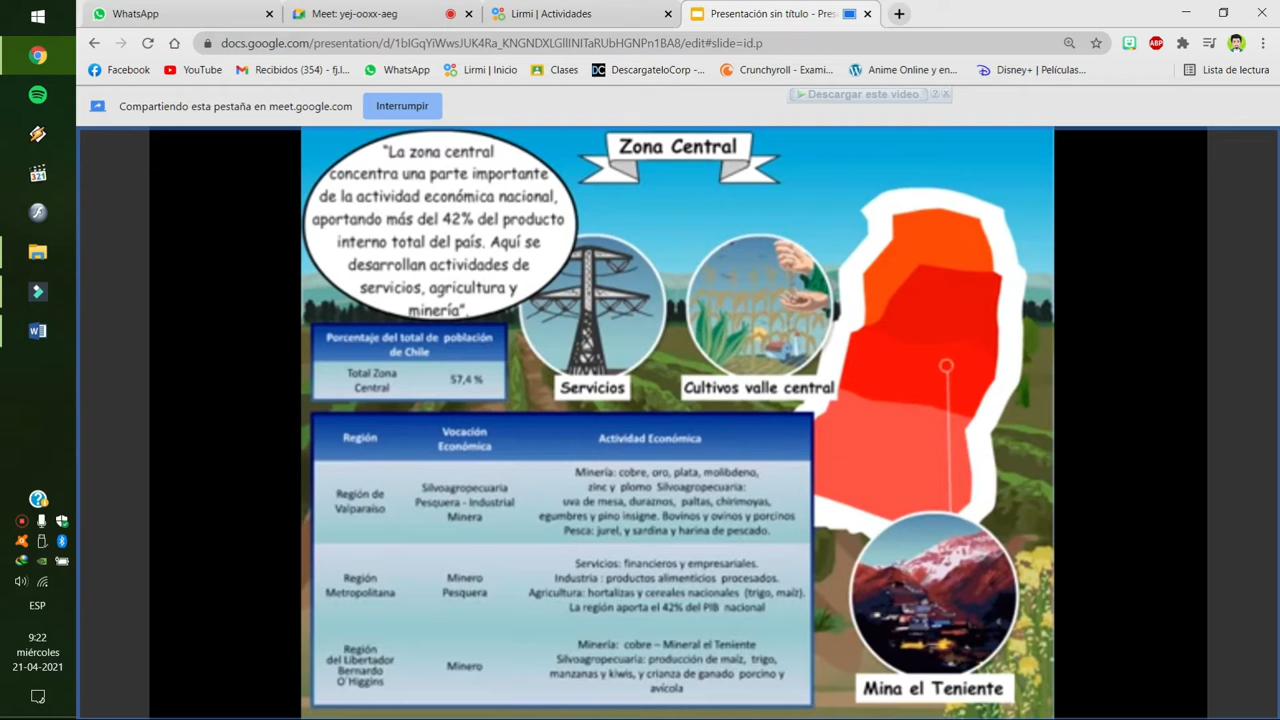 WhatsApp
Meet: yej-ooxx-aeg
Lirmi | Actividades
Presentación sin título - Pres
docs.google.com/presentation/d/
/edit#slide=id.p
Facebook
YouTube
Recibidos (354) - fj.l...
WhatsApp
Lirmi | Inicio
Clases
DescargateloCorp -...
Crunchyroll - Exami...
Anime Online y en...
Disney+ | Películas...
Lista de lectura
Compartiendo esta pestaña en meet.google.com
Interrumpir
Descargar este video
ABP
321
Zona Central
"La zona central
concentra una parte importante
de la actividad económica nacional,
aportando más del 42% del producto
interno total del país. Aquí se
desarrollan actividades de
servicios, agricultura y
minería".
Porcentaje del total de población
de Chile
Total Zona
Central
57,4 %
Servicios
Cultivos valle central
Región
Vocación
Económica
Actividad Económica
Región de
Valparaíso
Silvoagropecuaria
Pesquera - Industrial
Minera
Minería: cobre, oro, plata, molibdeno,
zinc y plomo Silvoagropecuaria:
uva de mesa, duraznos, paltas, chirimoyas,
egumbres y pino insigne. Bovinos y ovinos y porcinos
Pesca: jurel, y sardina y harina de pescado.
Región
Metropolitana
Minero
Pesquera
Servicios: financieros y empresariales.
Industria : productos alimenticios procesados.
Agricultura: hortalizas y cereales nacionales (trigo, maíz).
La región aporta el 42% del PIB nacional
Región
del Libertador
Bernardo
O'Higgins
Minero
Minería: cobre – Mineral el Teniente
Silvoagropecuaria: producción de maíz, trigo,
manzanas y kiwis, y crianza de ganado porcino y
avícola
Mina el Teniente
ESP
9:22
miércoles
21-04-2021